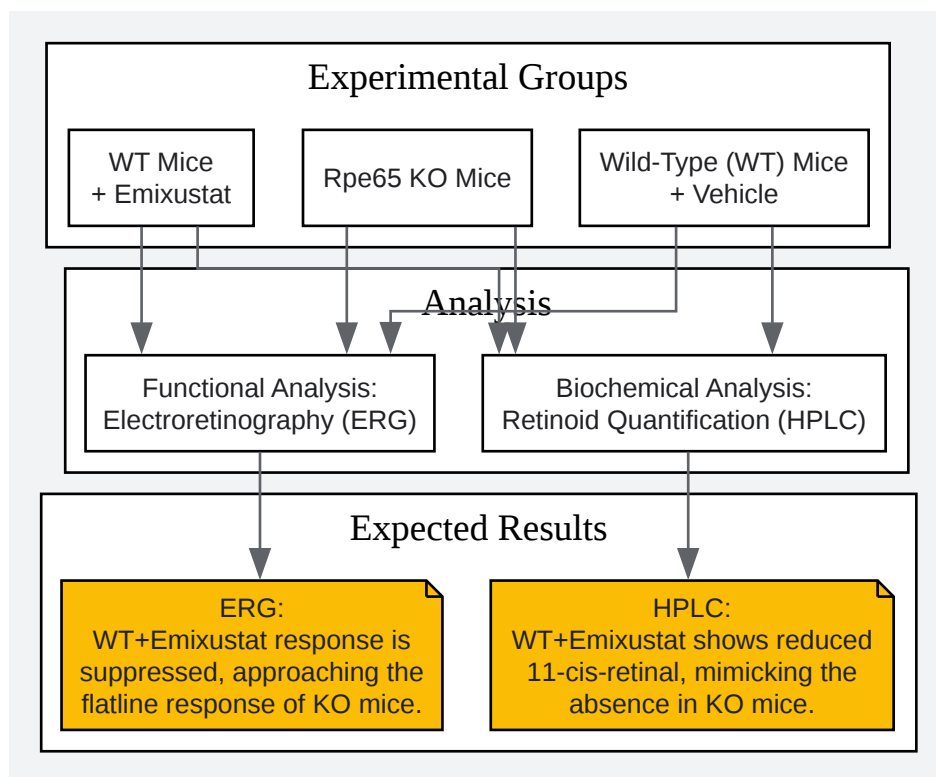 Experimental Groups
WT Mice
+ Emixustat
Rpe65 KO Mice
Wild-Type (WT) Mice
+ Vehicle
Analysis
Functional Analysis:
Electroretinography (ERG)
Biochemical Analysis:
Retinoid Quantification (HPLC)
Expected Results
ERG:
WT+Emixustat response is
suppressed, approaching the
flatline response of KO mice.
HPLC:
WT+Emixustat shows reduced
11-cis-retinal, mimicking the
absence in KO mice.